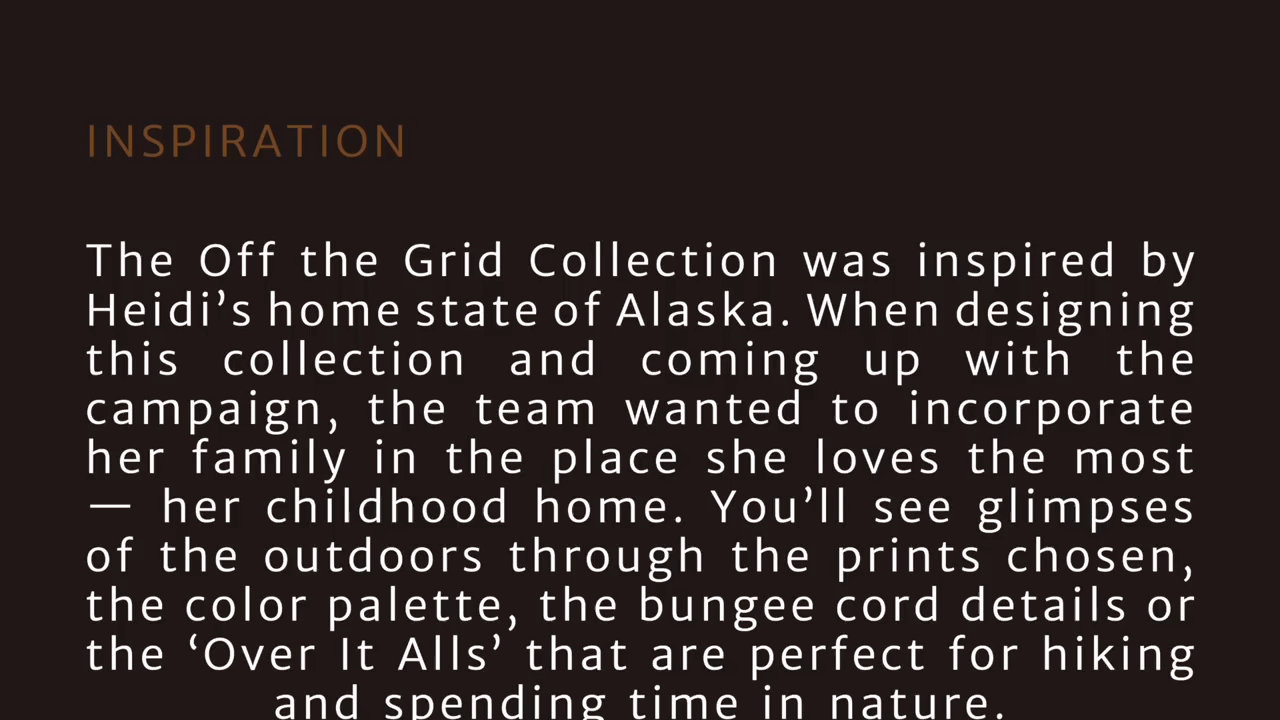 INSPIRATION
The Off the Grid Collection was inspired by
Heidi’s home state of Alaska. When designing
this collection and coming up with the
campaign, the team wanted to incorporate
her family in the place she loves the most
— her childhood home. You’ll see glimpses
of the outdoors through the prints chosen,
the color palette, the bungee cord details or
the ‘Over It Alls’ that are perfect for hiking
and spending time in nature.